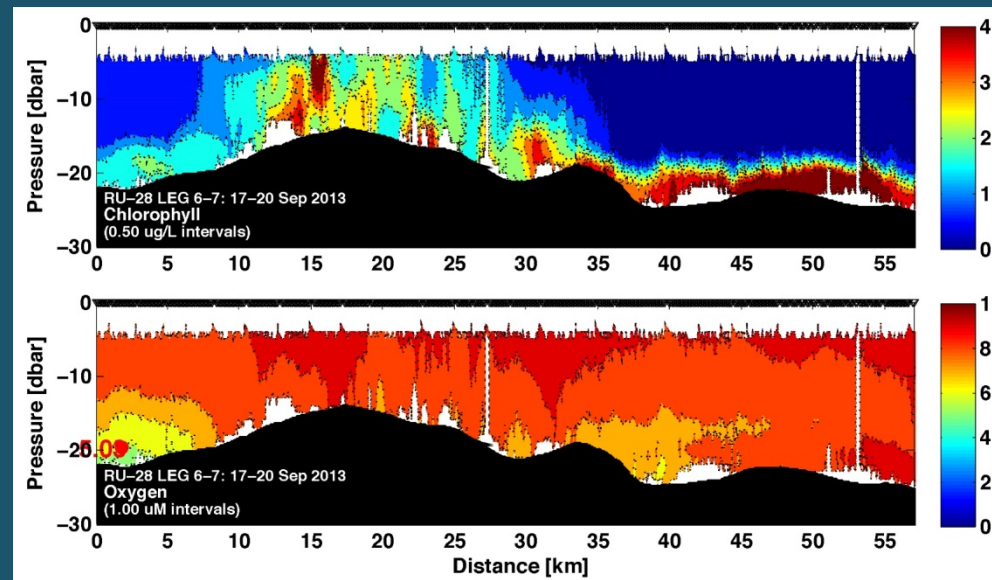 0
−10
−20
−30
Pressure [dbar]
RU−28 LEG 6−7: 17−20 Sep 2013
Chlorophyll
(0.50 ug/L intervals)
0 5 10 15 20 25 30 35 40 45 50 55
4
3
2
1
0
0
−10
−20
−30
Pressure [dbar]
5.09
RU−28 LEG 6−7: 17−20 Sep 2013
Oxygen
(1.00 uM intervals)
0 5 10 15 20 25 30 35 40 45 50 55
Distance [km]
1
8
6
4
2
0